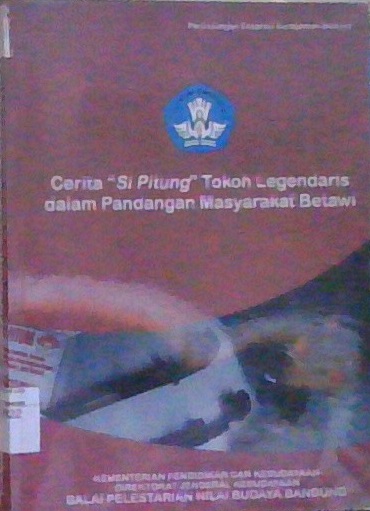 Cerita "Si Pitung" Tokoh Legendaris
dalam Pandangan Masyarakat Betawi
KEMENTERIAN PENDIDIKAN DAN KEBUDAYAAN
DIREKTORAT JENDERAL KEBUDAYAAN
BALAI PELESTARIAN NILAI BUDAYA BANDUNG